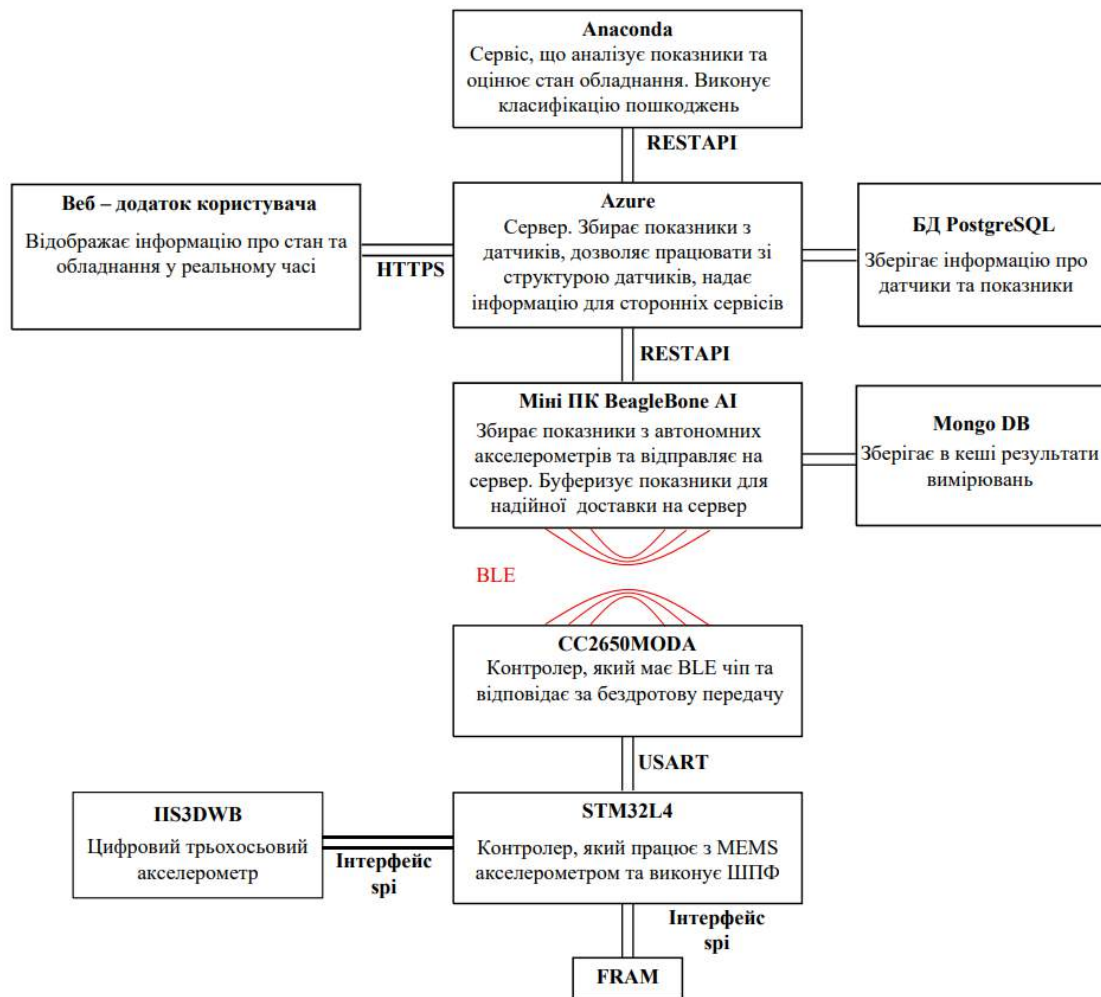 Anaconda
Сервіс, що аналізує показники та
оцінює стан обладнання. Виконує
класифікацію пошкоджень
RESTAPI
Веб – додаток користувача
Відображає інформацію про стан та
обладнання у реальному часі
HTTPS
Azure
Сервер. Збирає показники з
датчиків, дозволяє працювати зі
структурою датчиків, надає
інформацію для сторонніх сервісів
БД PostgreSQL
Зберігає інформацію про
датчики та показники
RESTAPI
Міні ПК BeagleBone AI
Збирає показники з автономних
акселерометрів та відправляє на
сервер. Буферизує показники для
надійної доставки на сервер
Mongo DB
Зберігає в кеші результати
вимірювань
BLE
CC2650MODA
Контролер, який має BLE чіп та
відповідає за бездротову передачу
USART
IIS3DWB
Цифровий трьохосьовий
акселерометр
Інтерфейс
spi
STM32L4
Контролер, який працює з MEMS
акселерометром та виконує ШПФ
Інтерфейс
spi
FRAM